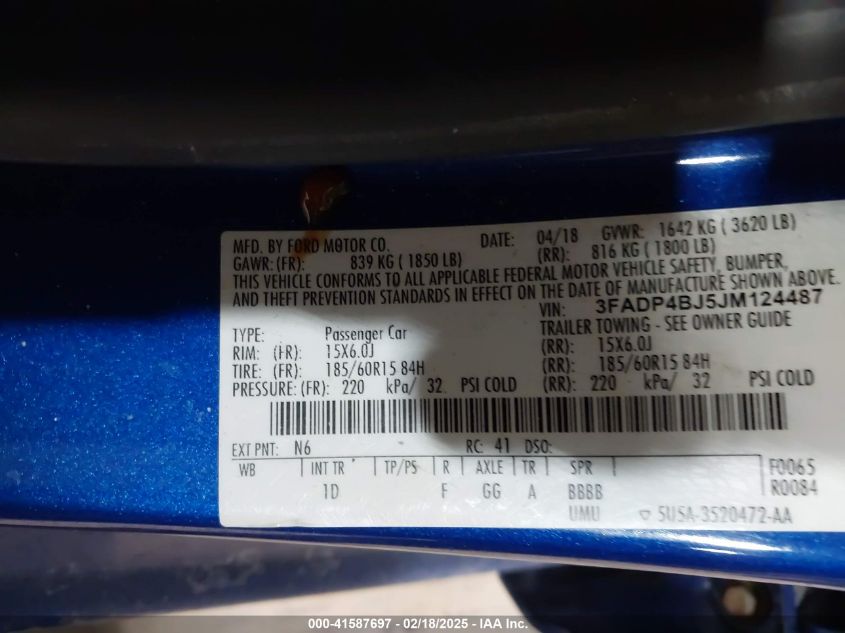 MFD. BY FORD MOTOR CO. DATE: 04/18 GVWR: 1642 KG ( 3620 LB)
GAWR: (FR): 839 KG ( 1850 LB) (RR): 816 KG ( 1800 LB)
THIS VEHICLE CONFORMS TO ALL APPLICABLE FEDERAL MOTOR VEHICLE SAFETY, BUMPER,
AND THEFT PREVENTION STANDARDS IN EFFECT ON THE DATE OF MANUFACTURE SHOWN ABOVE.
VIN: 3FADP4BJ5JM124487
TYPE: Passenger Car TRAILER TOWING - SEE OWNER GUIDE
RIM: (FR): 15X6.0J (RR): 15X6.0J
TIRE: (FR): 185/60R15 84H (RR): 185/60R15 84H
PRESSURE: (FR): 220 kPa/ 32 PSI COLD (RR): 220 kPa/ 32 PSI COLD
EXT PNT: N6 RC: 41 DSO:
WB INT TR TP/PS R AXLE TR SPR F0065
1D F GG A BBBB R0084
UMU 5U5A-3520472-AA
000-41587697 - 02/18/2025 - IAA Inc.